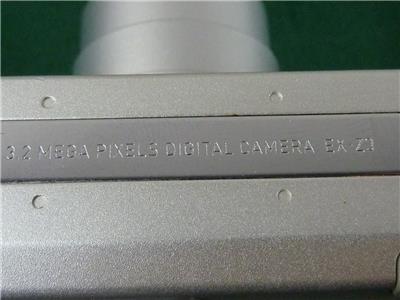 3.2 MEGA PIXELS DIGITAL CAMERA EX-Z3